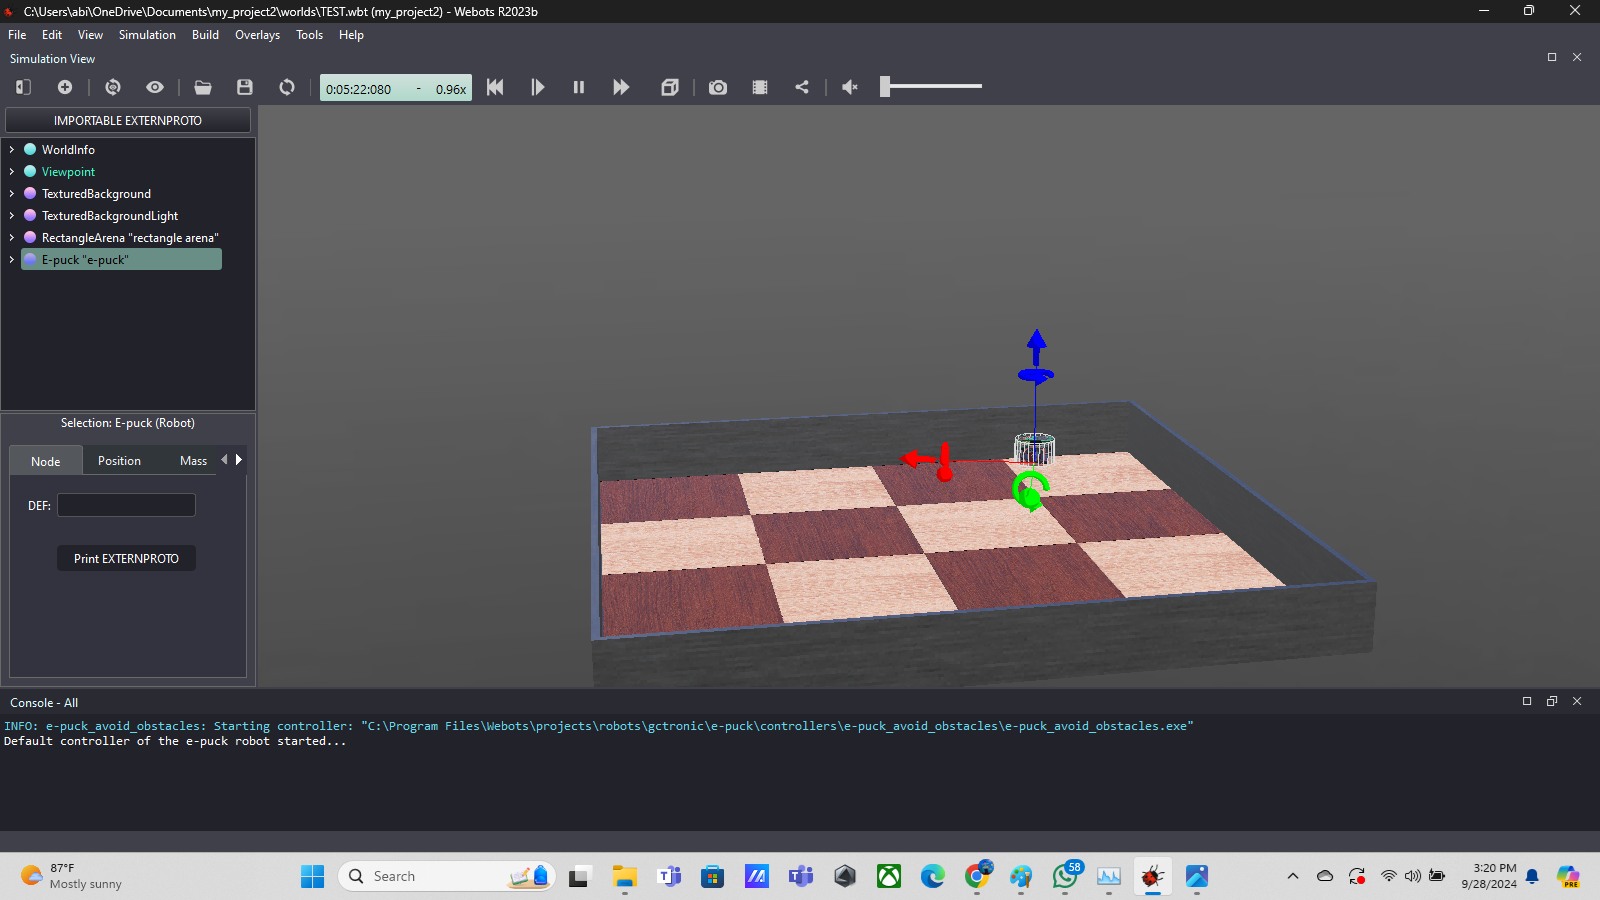 C:\Users\abi\OneDrive\Documents\my_project2\worlds\TEST.wbt (my_project2) - Webots R2023b
File Edit View Simulation Build Overlays Tools Help
Simulation View
0:05:22:080 - 0.96x
IMPORTABLE EXTERNPROTO
WorldInfo
Viewpoint
TexturedBackground
TexturedBackgroundLight
RectangleArena "rectangle arena"
E-puck "e-puck"
Selection: E-puck (Robot)
Node Position Mass
DEF:
Print EXTERNPROTO
Console - All
INFO: e-puck_avoid_obstacles: Starting controller: "C:\Program Files\Webots\projects\robots\gctronic\e-puck\controllers\e-puck_avoid_obstacles\e-puck_avoid_obstacles.exe"
Default controller of the e-puck robot started...
87°F
Mostly sunny
Search
58
3:20 PM
9/28/2024
PRE